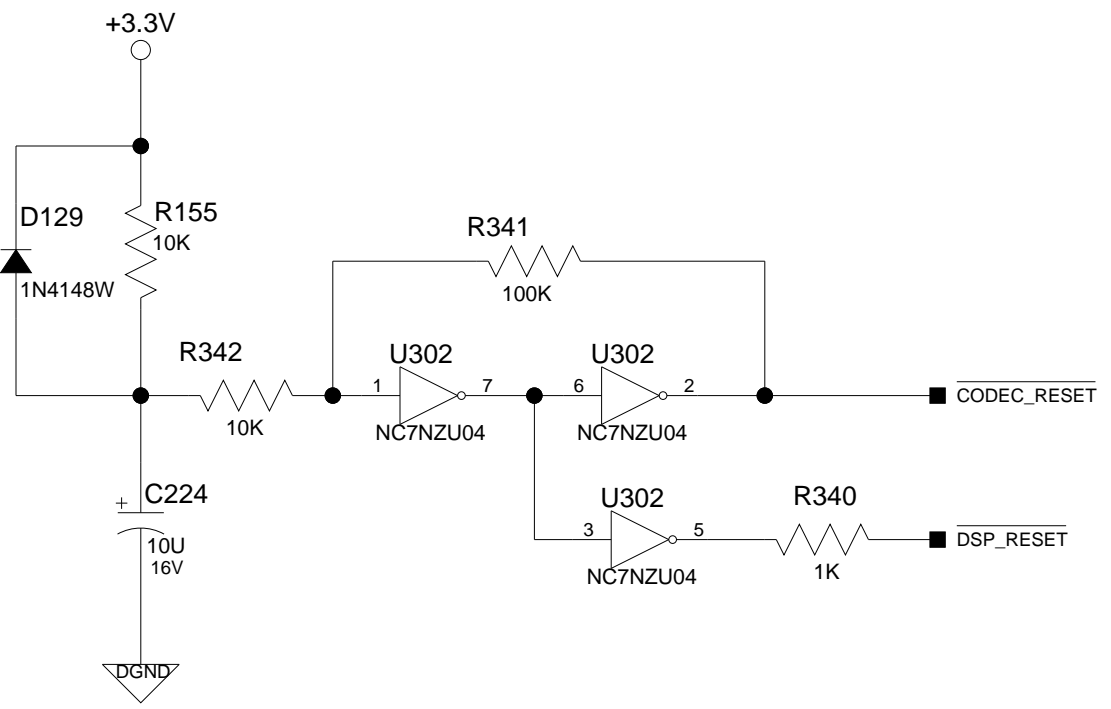 +3.3V
D129
1N4148W
R155
10K
R341
100K
R342
10K
U302
1
7
NC7NZU04
U302
6
2
NC7NZU04
CODEC_RESET
C224
+
10U
16V
U302
3
5
NC7NZU04
R340
1K
DSP_RESET
DGND